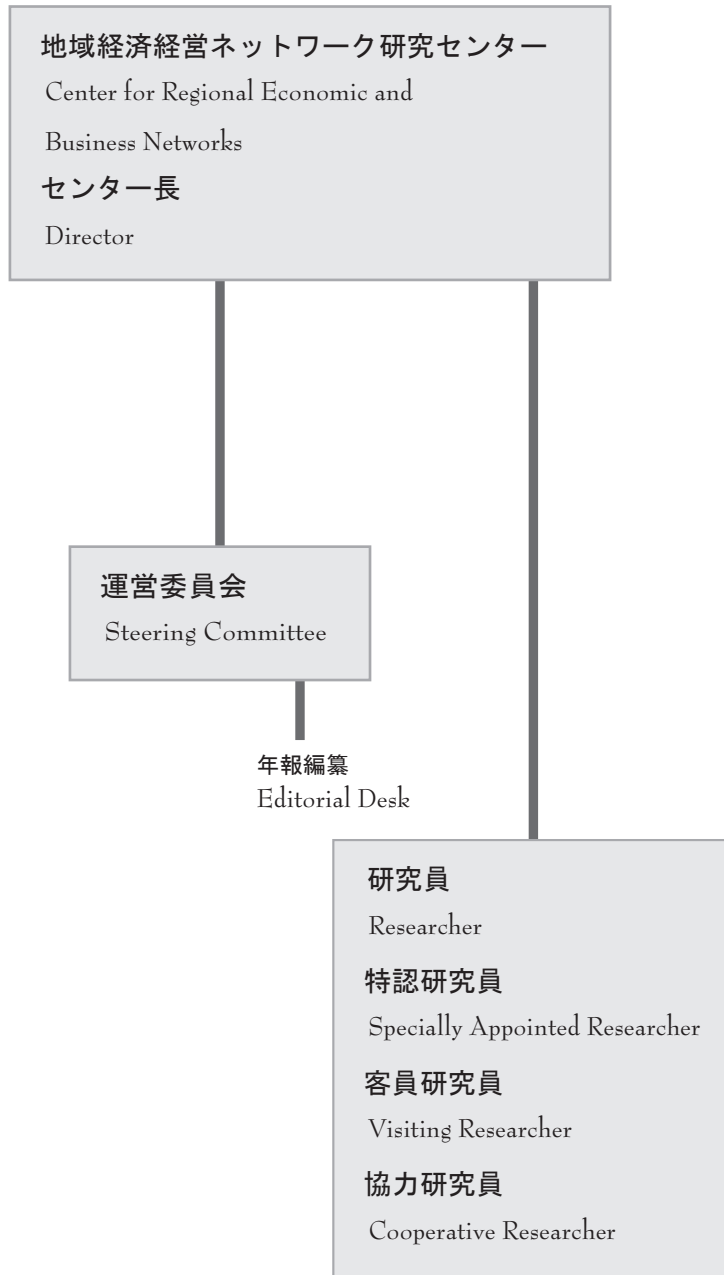 地域経済経営ネットワーク研究センター
Center for Regional Economic and
Business Networks
センター長
Director
運営委員会
Steering Committee
年報編纂
Editorial Desk
研究員
Researcher
特認研究員
Specially Appointed Researcher
客員研究員
Visiting Researcher
協力研究員
Cooperative Researcher